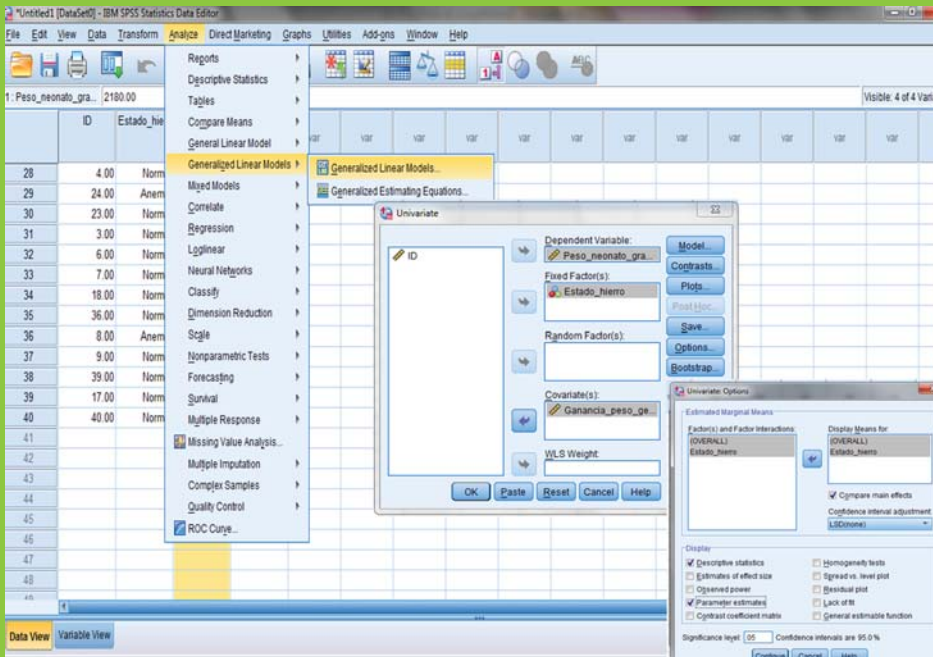 *Untitled1 [DataSet0] - IBM SPSS Statistics Data Editor
File Edit View Data Transform Analyze Direct Marketing Graphs Utilities Add-ons Window Help
1 : Peso_neonato_gra... 2180.00
Visible: 4 of 4 Vari
ID Estado_hie var var var var var var var var var var var var
28 4.00 Norm
29 24.00 Anem
30 23.00 Norm
31 3.00 Norm
32 6.00 Norm
33 7.00 Norm
34 18.00 Norm
35 36.00 Norm
36 8.00 Anem
37 9.00 Norm
38 39.00 Norm
39 17.00 Norm
40 40.00 Norm
41
42
43
44
45
46
47
48
Reports
Descriptive Statistics
Tables
Compare Means
General Linear Model
Generalized Linear Models
Mixed Models
Correlate
Regression
Loglinear
Neural Networks
Classify
Dimension Reduction
Scale
Nonparametric Tests
Forecasting
Survival
Multiple Response
Missing Value Analysis...
Multiple Imputation
Complex Samples
Quality Control
ROC Curve...
Generalized Linear Models...
Generalized Estimating Equations...
Univariate
ID
Dependent Variable:
Peso_neonato_gra...
Fixed Factor(s):
Estado_hierro
Random Factor(s):
Covariate(s):
Ganancia_peso_ge...
WLS Weight:
Model...
Contrasts...
Plots...
Post Hoc...
Save...
Options...
Bootstrap...
OK Paste Reset Cancel Help
Univariate: Options
Estimated Marginal Means
Factor(s) and Factor Interactions:
(OVERALL)
Estado_hierro
Display Means for:
(OVERALL)
Estado_hierro
Compare main effects
Confidence interval adjustment:
LSD(none)
Display
Descriptive statistics Homogeneity tests
Estimates of effect size Spread vs. level plot
Observed power Residual plot
Parameter estimates Lack of fit
Contrast coefficient matrix General estimable function
Significance level: .05 Confidence intervals are 95.0 %
Continue Cancel Help
Data View Variable View